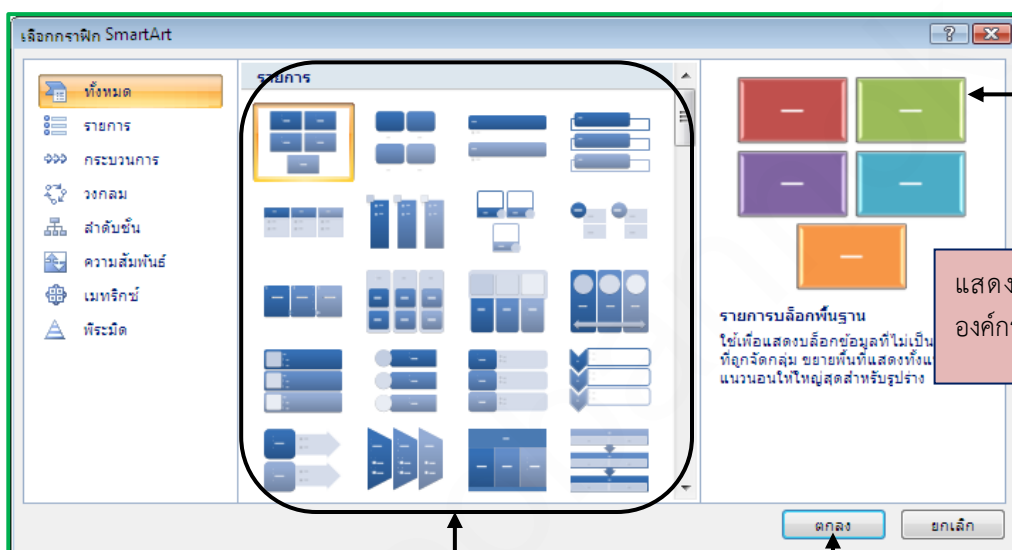 เลือกกราฟิก SmartArt
ทั้งหมด
รายการ
กระบวนการ
วงกลม
ลำดับชั้น
ความสัมพันธ์
เมทริกซ์
พีระมิด
รายการ
รายการบล็อกพื้นฐาน
ใช้เพื่อแสดงบล็อกข้อมูลที่ไม่เป็น
ที่ถูกจัดกลุ่ม ขยายพื้นที่แสดงทั้งแ
แนวนอนให้ใหญ่สุดสำหรับรูปร่าง
แสดง
องค์ก
ตกลง
ยกเลิก